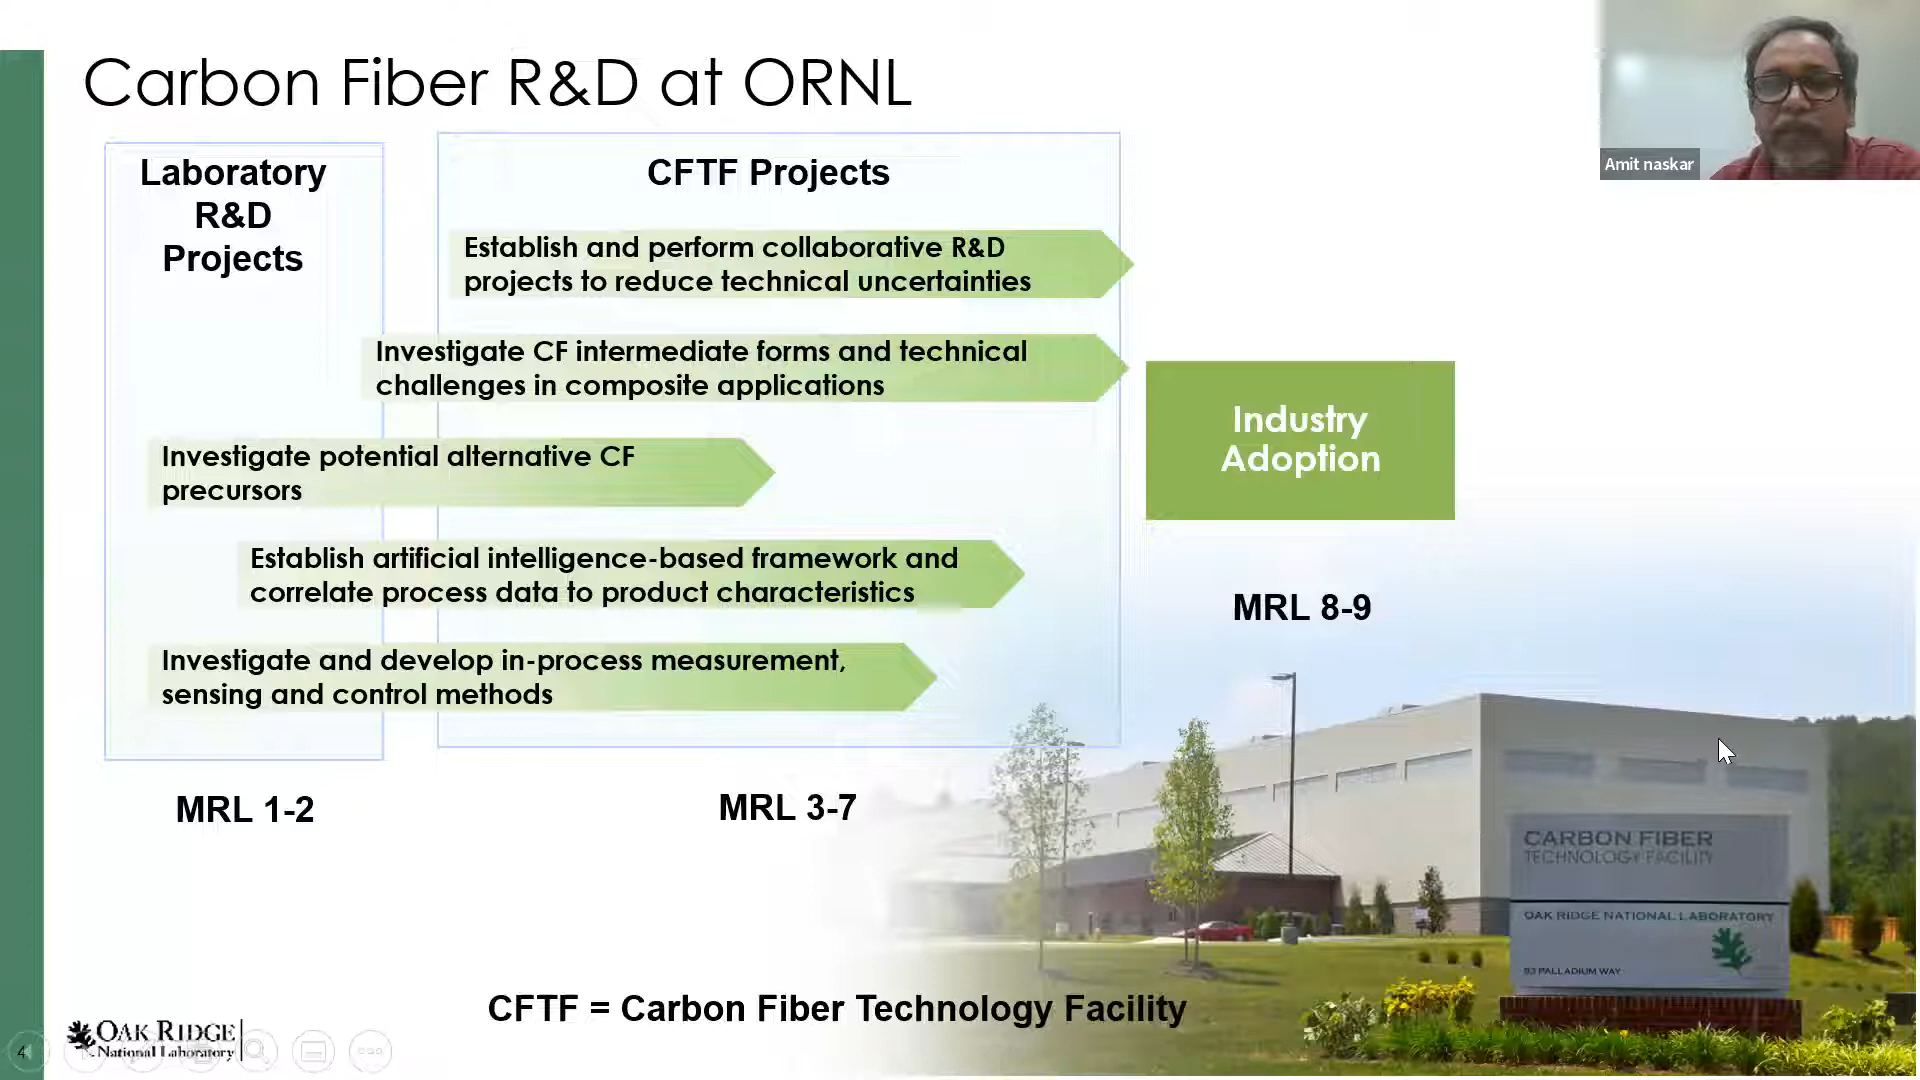 Carbon Fiber R&D at ORNL
Amit naskar
Laboratory
R&D
Projects
CFTF Projects
Establish and perform collaborative R&D
projects to reduce technical uncertainties
Investigate CF intermediate forms and technical
challenges in composite applications
Investigate potential alternative CF
precursors
Establish artificial intelligence-based framework and
correlate process data to product characteristics
Investigate and develop in-process measurement,
sensing and control methods
Industry
Adoption
MRL 8-9
MRL 1-2
MRL 3-7
CARBON FIBER
TECHNOLOGY FACILITY
OAK RIDGE NATIONAL LABORATORY
93 PALLADIUM WAY
CFTF = Carbon Fiber Technology Facility
OAK RIDGE
National Laboratory
4